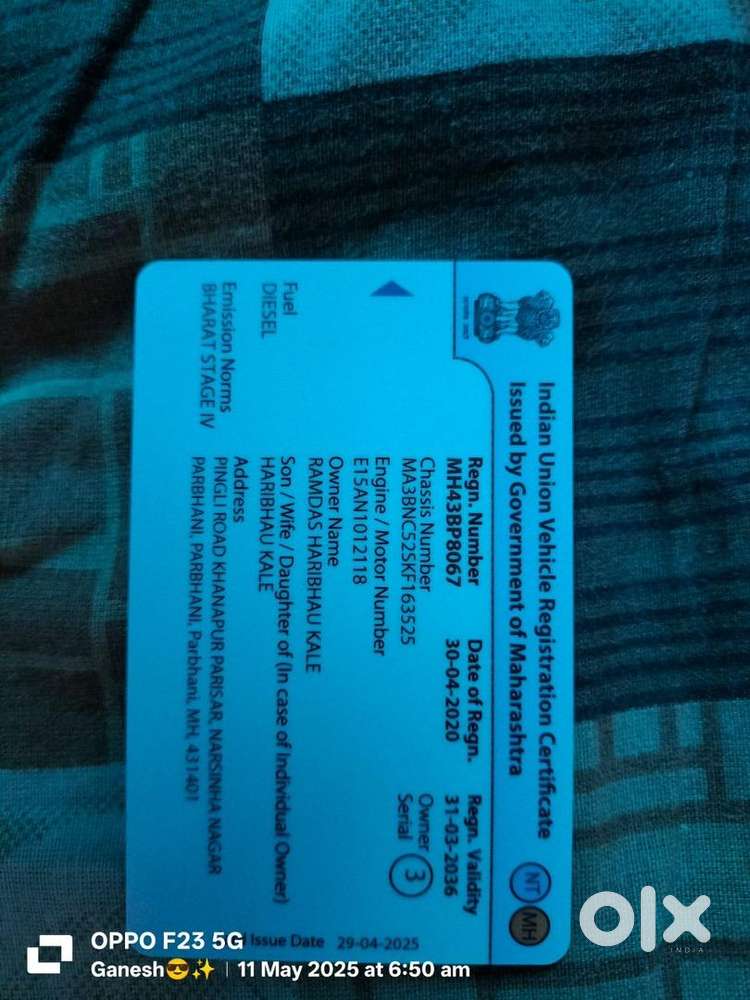 Indian Union Vehicle Registration Certificate
Issued by Government of Maharashtra
NT
MH
Regn. Number
Date of Regn.
Regn. Validity
MH43BP8067
30-04-2020
31-03-2036
Chassis Number
Owner
MA3BNC52SKF163525
Serial
3
Engine / Motor Number
E15AN1012118
Owner Name
RAMDAS HARIBHAU KALE
Fuel
Son / Wife / Daughter of (In case of Individual Owner)
DIESEL
HARIBHAU KALE
Emission Norms
Address
BHARAT STAGE IV
PINGLI ROAD KHANAPUR PARISAR, NARSINHA NAGAR
PARBHANI, PARBHANI, Parbhani, MH, 431401
Issue Date 29-04-2025
OPPO F23 5G
Ganesh😎✨ | 11 May 2025 at 6:50 am
olx
INDIA